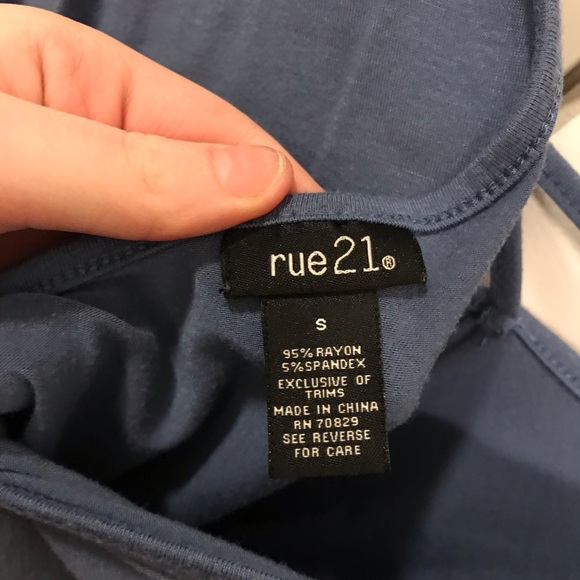 rue21®
S
95% RAYON
5% SPANDEX
EXCLUSIVE OF
TRIMS
MADE IN CHINA
RN 70829
SEE REVERSE
FOR CARE